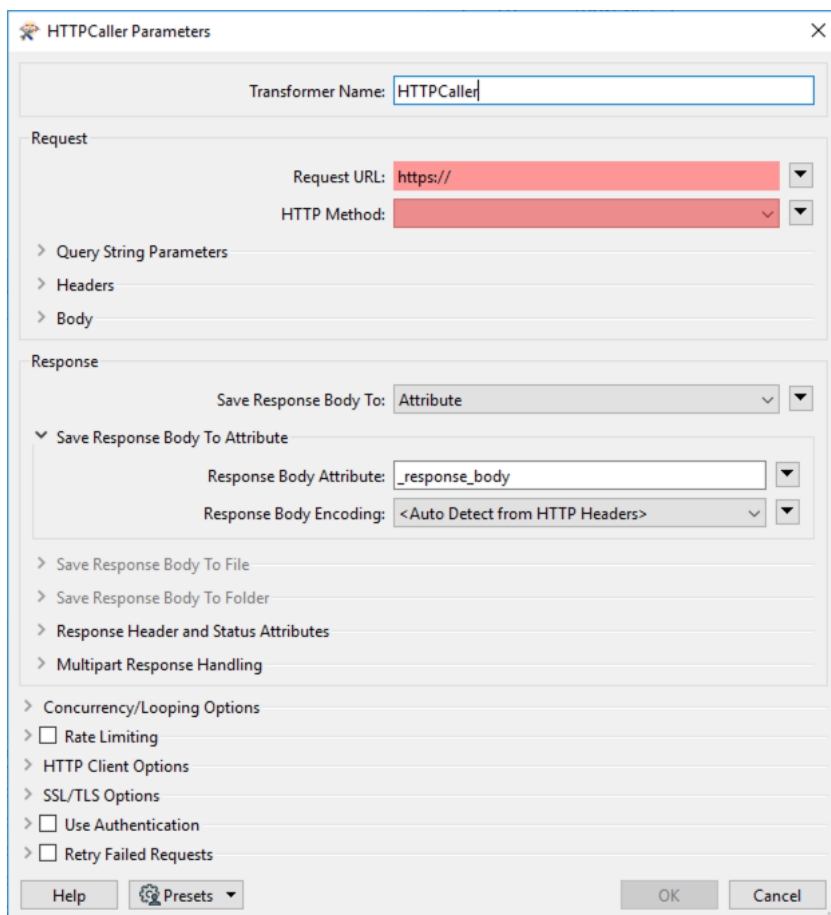 HTTPCaller Parameters
Transformer Name: HTTPCaller
Request
Request URL: https://
HTTP Method:
Query String Parameters
Headers
Body
Response
Save Response Body To: Attribute
Save Response Body To Attribute
Response Body Attribute: _response_body
Response Body Encoding: <Auto Detect from HTTP Headers>
Save Response Body To File
Save Response Body To Folder
Response Header and Status Attributes
Multipart Response Handling
Concurrency/Looping Options
Rate Limiting
HTTP Client Options
SSL/TLS Options
Use Authentication
Retry Failed Requests
Help Presets OK Cancel